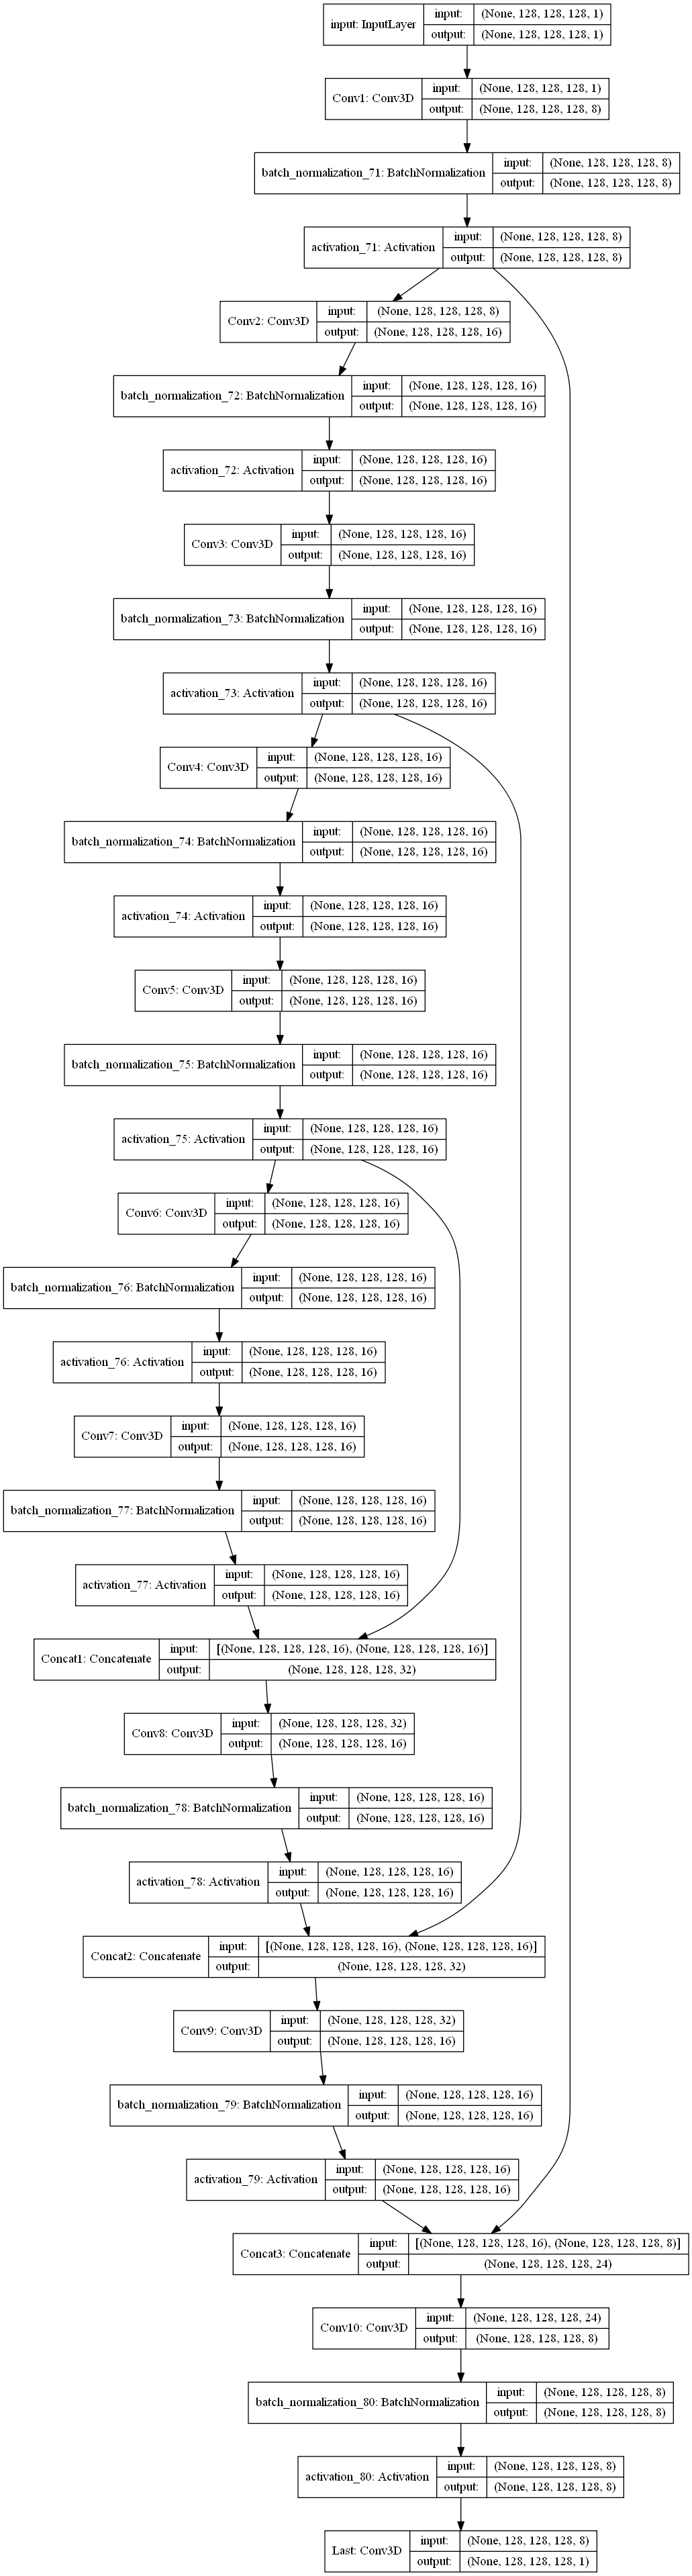 input: InputLayer
input:
(None, 128, 128, 128, 1)
output:
(None, 128, 128, 128, 1)
Conv1: Conv3D
input:
(None, 128, 128, 128, 1)
output:
(None, 128, 128, 128, 8)
batch_normalization_71: BatchNormalization
input:
(None, 128, 128, 128, 8)
output:
(None, 128, 128, 128, 8)
activation_71: Activation
input:
(None, 128, 128, 128, 8)
output:
(None, 128, 128, 128, 8)
Conv2: Conv3D
input:
(None, 128, 128, 128, 8)
output:
(None, 128, 128, 128, 16)
batch_normalization_72: BatchNormalization
input:
(None, 128, 128, 128, 16)
output:
(None, 128, 128, 128, 16)
activation_72: Activation
input:
(None, 128, 128, 128, 16)
output:
(None, 128, 128, 128, 16)
Conv3: Conv3D
input:
(None, 128, 128, 128, 16)
output:
(None, 128, 128, 128, 16)
batch_normalization_73: BatchNormalization
input:
(None, 128, 128, 128, 16)
output:
(None, 128, 128, 128, 16)
activation_73: Activation
input:
(None, 128, 128, 128, 16)
output:
(None, 128, 128, 128, 16)
Conv4: Conv3D
input:
(None, 128, 128, 128, 16)
output:
(None, 128, 128, 128, 16)
batch_normalization_74: BatchNormalization
input:
(None, 128, 128, 128, 16)
output:
(None, 128, 128, 128, 16)
activation_74: Activation
input:
(None, 128, 128, 128, 16)
output:
(None, 128, 128, 128, 16)
Conv5: Conv3D
input:
(None, 128, 128, 128, 16)
output:
(None, 128, 128, 128, 16)
batch_normalization_75: BatchNormalization
input:
(None, 128, 128, 128, 16)
output:
(None, 128, 128, 128, 16)
activation_75: Activation
input:
(None, 128, 128, 128, 16)
output:
(None, 128, 128, 128, 16)
Conv6: Conv3D
input:
(None, 128, 128, 128, 16)
output:
(None, 128, 128, 128, 16)
batch_normalization_76: BatchNormalization
input:
(None, 128, 128, 128, 16)
output:
(None, 128, 128, 128, 16)
activation_76: Activation
input:
(None, 128, 128, 128, 16)
output:
(None, 128, 128, 128, 16)
Conv7: Conv3D
input:
(None, 128, 128, 128, 16)
output:
(None, 128, 128, 128, 16)
batch_normalization_77: BatchNormalization
input:
(None, 128, 128, 128, 16)
output:
(None, 128, 128, 128, 16)
activation_77: Activation
input:
(None, 128, 128, 128, 16)
output:
(None, 128, 128, 128, 16)
Concat1: Concatenate
input:
[(None, 128, 128, 128, 16), (None, 128, 128, 128, 16)]
output:
(None, 128, 128, 128, 32)
Conv8: Conv3D
input:
(None, 128, 128, 128, 32)
output:
(None, 128, 128, 128, 16)
batch_normalization_78: BatchNormalization
input:
(None, 128, 128, 128, 16)
output:
(None, 128, 128, 128, 16)
activation_78: Activation
input:
(None, 128, 128, 128, 16)
output:
(None, 128, 128, 128, 16)
Concat2: Concatenate
input:
[(None, 128, 128, 128, 16), (None, 128, 128, 128, 16)]
output:
(None, 128, 128, 128, 32)
Conv9: Conv3D
input:
(None, 128, 128, 128, 32)
output:
(None, 128, 128, 128, 16)
batch_normalization_79: BatchNormalization
input:
(None, 128, 128, 128, 16)
output:
(None, 128, 128, 128, 16)
activation_79: Activation
input:
(None, 128, 128, 128, 16)
output:
(None, 128, 128, 128, 16)
Concat3: Concatenate
input:
[(None, 128, 128, 128, 16), (None, 128, 128, 128, 8)]
output:
(None, 128, 128, 128, 24)
Conv10: Conv3D
input:
(None, 128, 128, 128, 24)
output:
(None, 128, 128, 128, 8)
batch_normalization_80: BatchNormalization
input:
(None, 128, 128, 128, 8)
output:
(None, 128, 128, 128, 8)
activation_80: Activation
input:
(None, 128, 128, 128, 8)
output:
(None, 128, 128, 128, 8)
Last: Conv3D
input:
(None, 128, 128, 128, 8)
output:
(None, 128, 128, 128, 1)